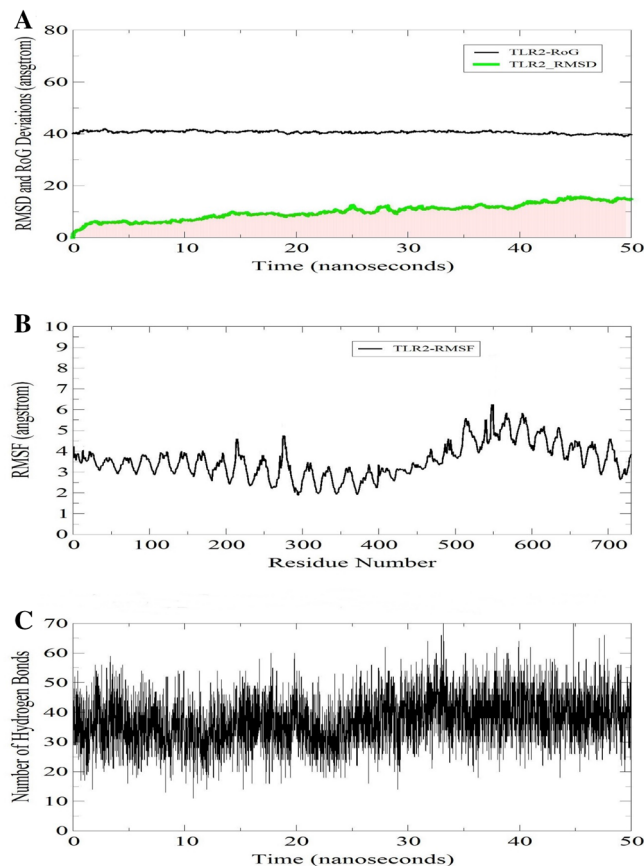 A
RMSD and RoG Deviations (ansgtrom)
80
60
40
20
0
TLR2-RoG
TLR2_RMSD
0 10 20 30 40 50
Time (nanoseconds)
B
RMSF (angstrom)
10
9
8
7
6
5
4
3
2
1
0
TLR2-RMSF
0 100 200 300 400 500 600 700
Residue Number
C
Number of Hydrogen Bonds
70
60
50
40
30
20
10
0
0 10 20 30 40 50
Time (nanoseconds)